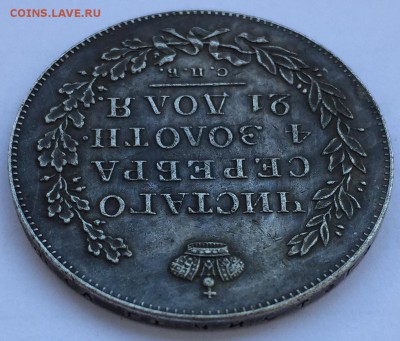 COINS.LAVE.RU
ЧИСТАГО
СЕРЕБРА
4 ЗОЛОТН.
21 ДОЛЯ
С.П.Б.